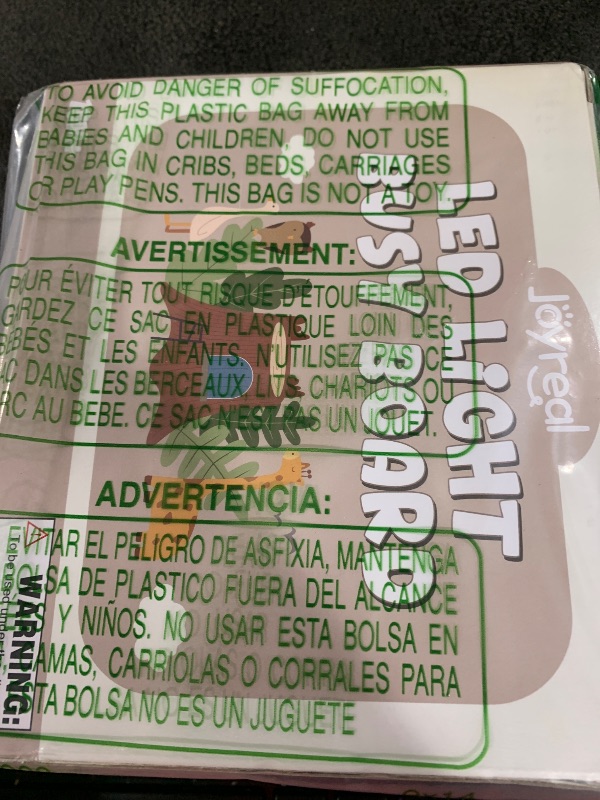 TO AVOID DANGER OF SUFFOCATION,
KEEP THIS PLASTIC BAG AWAY FROM
BABIES AND CHILDREN, DO NOT USE
THIS BAG IN CRIBS, BEDS, CARRIAGES
OR PLAY PENS. THIS BAG IS NOT A TOY.
AVERTISSEMENT:
POUR ÉVITER TOUT RISQUE D'ÉTOUFFEMENT,
GARDEZ CE SAC EN PLASTIQUE LOIN DES
BÉBÉS ET LES ENFANTS. N'UTILISEZ PAS CE
SAC DANS LES BERCEAUX, LITS, CHARIOTS OU
PARC AU BEBE. CE SAC N'EST PAS UN JOUET.
ADVERTENCIA:
EVITAR EL PELIGRO DE ASFIXIA, MANTENGA
BOLSA DE PLASTICO FUERA DEL ALCANCE
Y NIÑOS. NO USAR ESTA BOLSA EN
CAMAS, CARRIOLAS O CORRALES PARA
ESTA BOLSA NO ES UN JUGUETE
Joyreal
LED LIGHT
BUSY BOARD
WARNING:
To be used under the